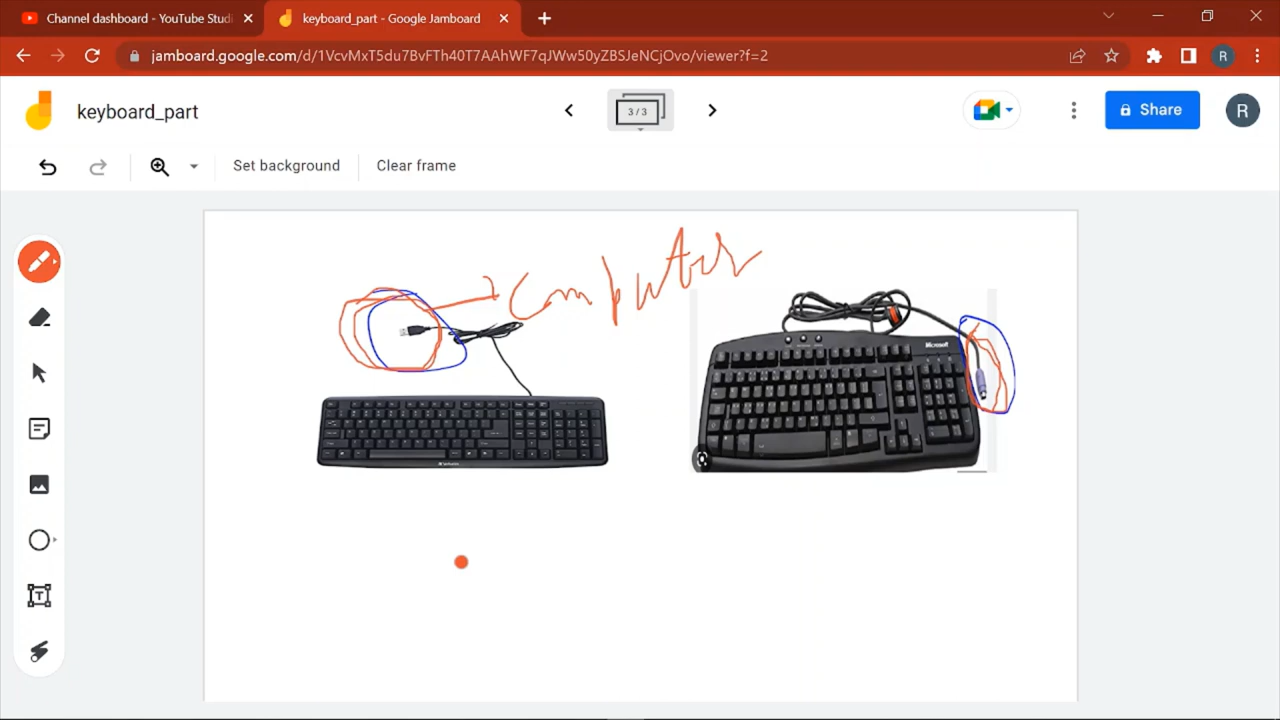 Channel dashboard - YouTube Studi
keyboard_part - Google Jamboard
jamboard.google.com/d/1VcvMxT5du7BvFTh40T7AAhWF7qJWw50yZBSJeNCjOvo/viewer?f=2
R
keyboard_part
3 / 3
Share
R
Set background
Clear frame
Computer
Microsoft
T